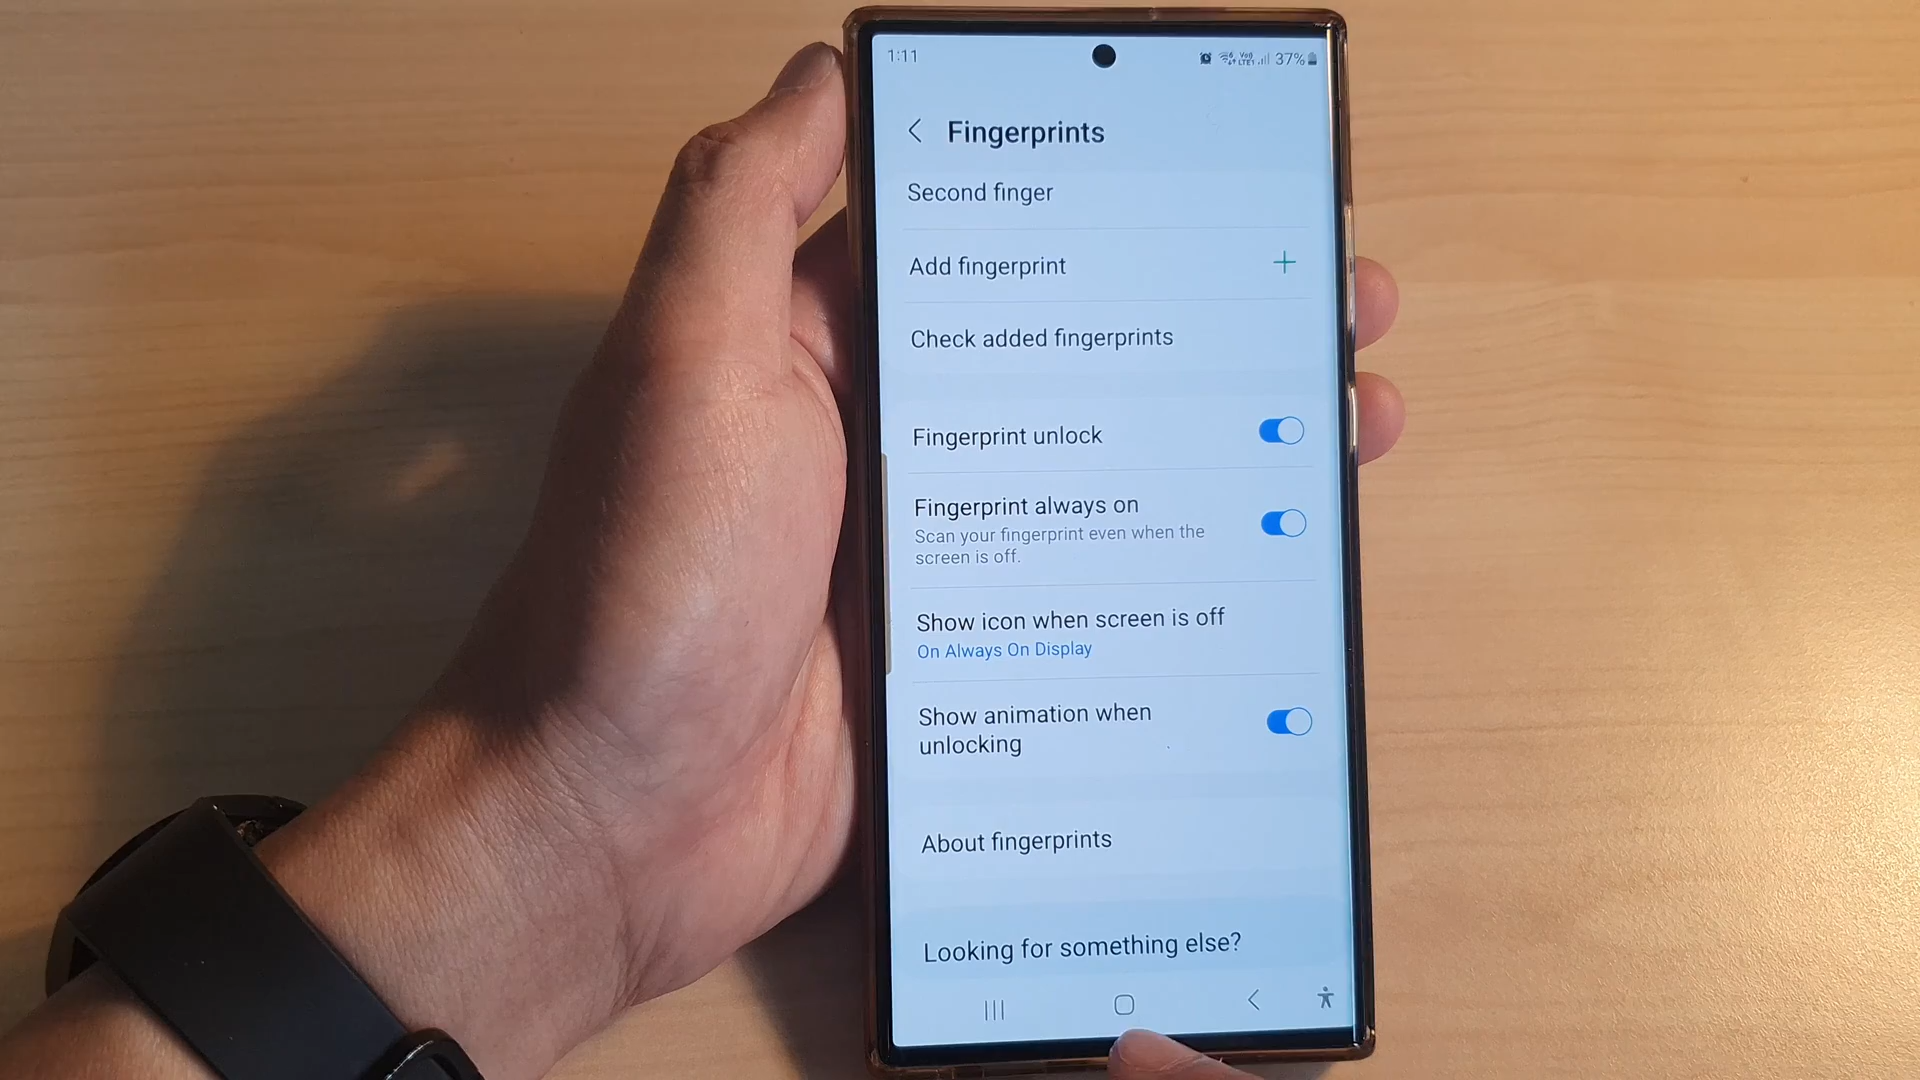 1:11
37%
Fingerprints
Second finger
Add fingerprint
Check added fingerprints
Fingerprint unlock
Fingerprint always on
Scan your fingerprint even when the
screen is off.
Show icon when screen is off
On Always On Display
Show animation when
unlocking
About fingerprints
Looking for something else?